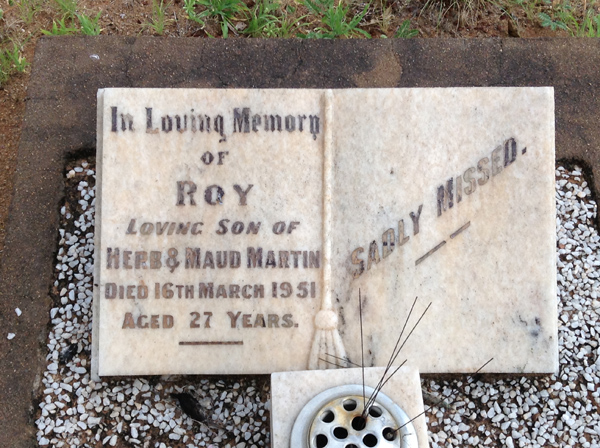 In Loving Memory
OF
ROY
LOVING SON OF
HERB & MAUD MARTIN
DIED 16TH MARCH 1951
AGED 27 YEARS.
SADLY MISSED.